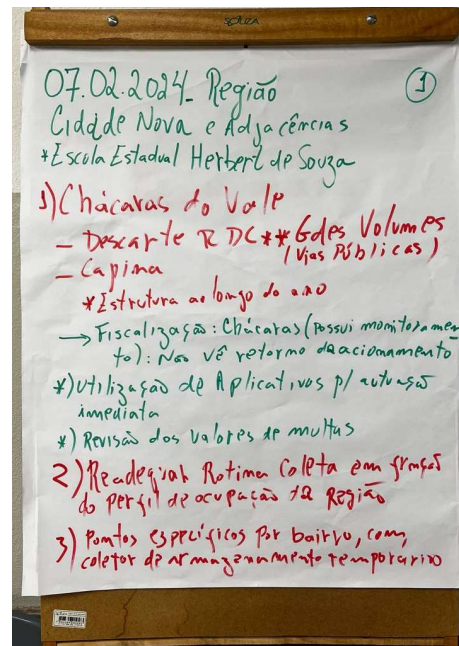 SOUZA
07.02.2024_ Região
1
Cidade Nova e Adjacências
*Escola Estadual Herbert de Souza
1) Chácaras do Vale
- Descarte RDC** Gdes Volumes
(Vias Públicas)
- Capina
*Estrutura ao longo do ano
→ Fiscalização: Chácaras (possui monitoramen
to): Não vê retorno do acionamento
*) Utilização de Aplicativos p/ autuação
imediata
*) Revisão dos valores de multas
2) Readequar Rotina Coleta em função
do perfil de ocupação da Região
3) Pontos específicos por bairro, com
coletor de armazenamento temporário